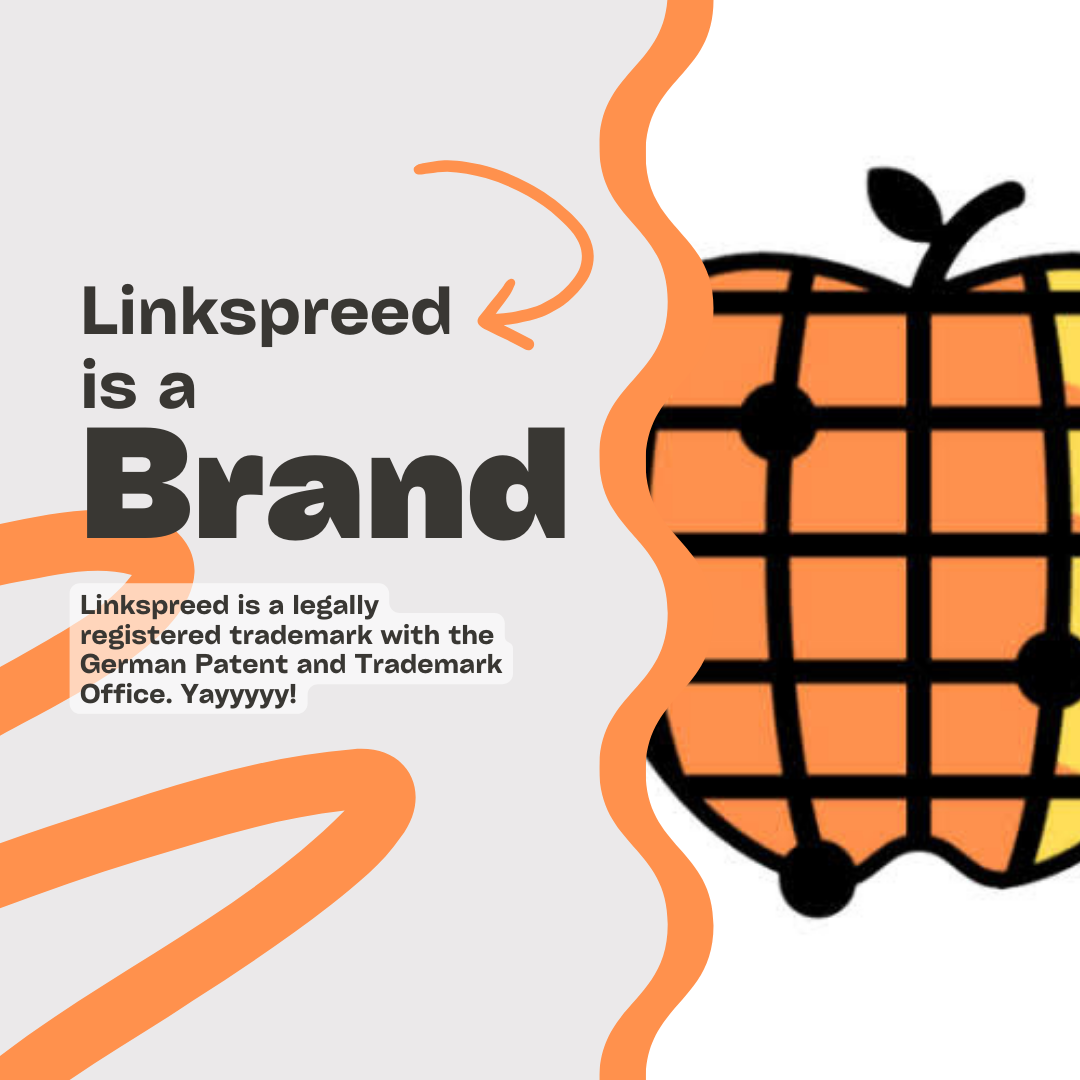 Linkspreed
is a
Brand
Linkspreed is a legally
registered trademark with the
German Patent and Trademark
Office. Yayyyyy!